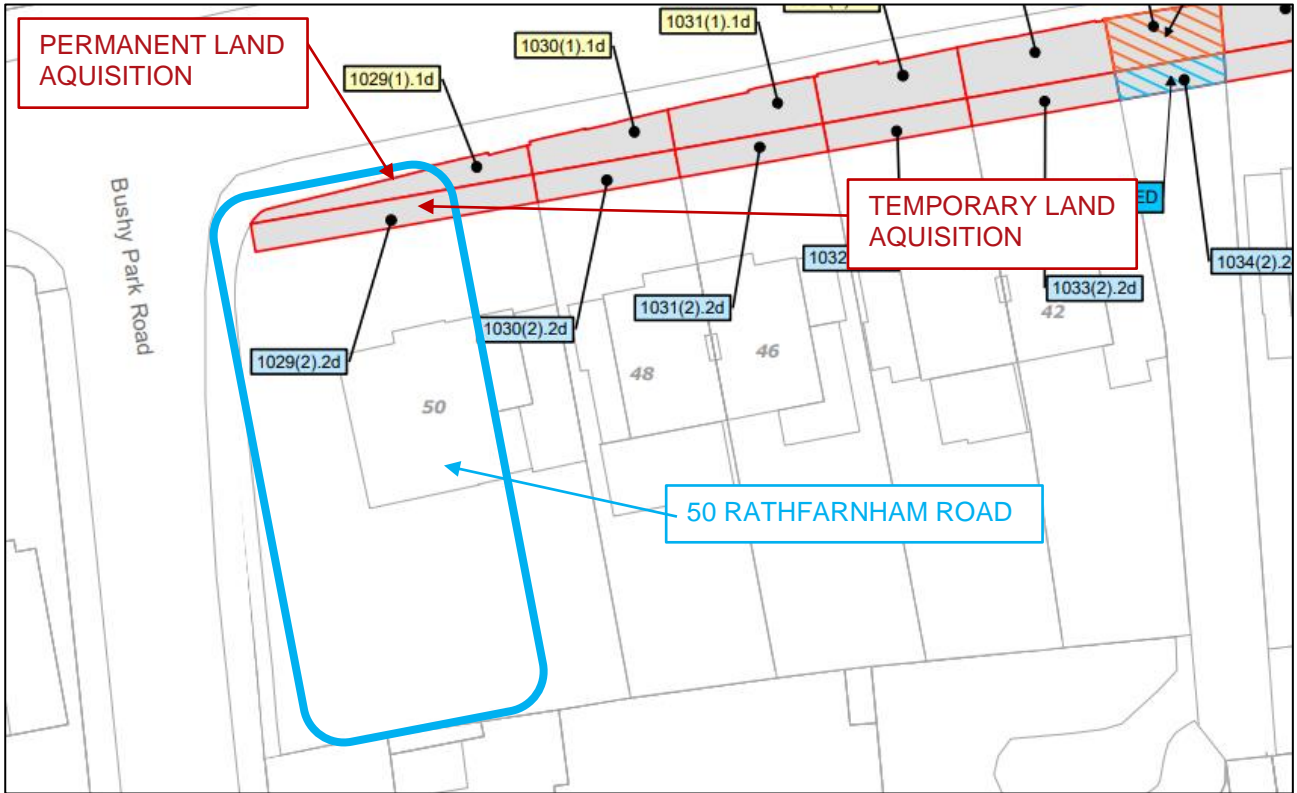 PERMANENT LAND
AQUISITION
1029(1).1d
1030(1).1d
1031(1).1d
Bushy Park Road
TEMPORARY LAND
AQUISITION
ED
1029(2).2d
1030(2).2d
1031(2).2d
1032
1033(2).2d
1034(2).2
50
48
46
42
50 RATHFARNHAM ROAD